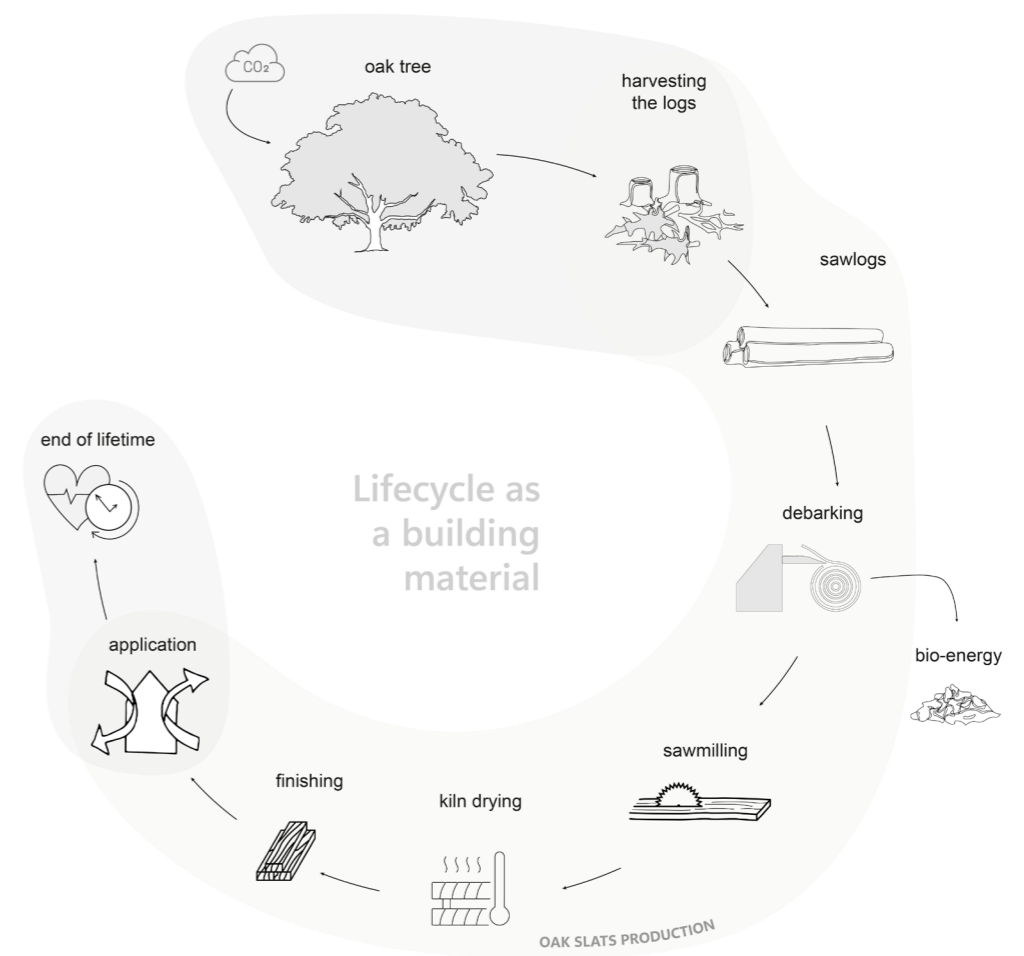 CO₂
oak tree
harvesting
the logs
sawlogs
end of lifetime
Lifecycle as
a building
material
debarking
application
bio-energy
sawmilling
finishing
kiln drying
OAK SLATS PRODUCTION